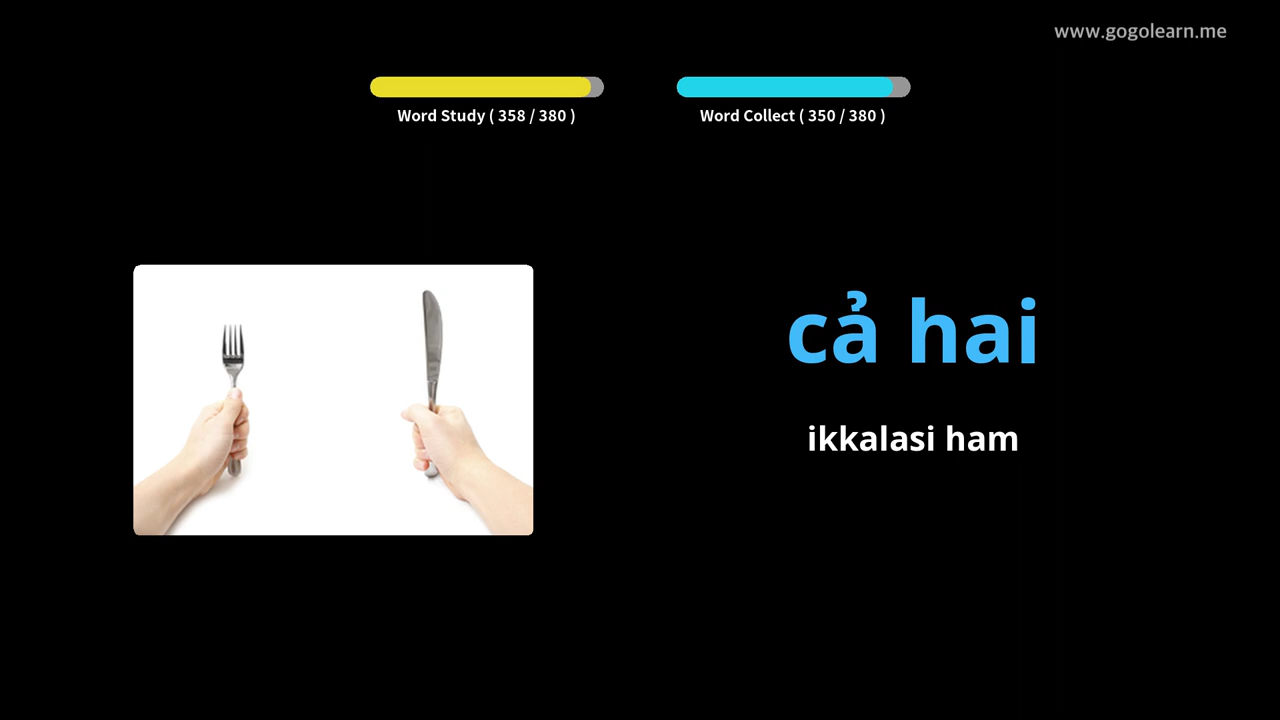 www.gogolearn.me
Word Study ( 358 / 380 )
Word Collect ( 350 / 380 )
cả hai
ikkalasi ham